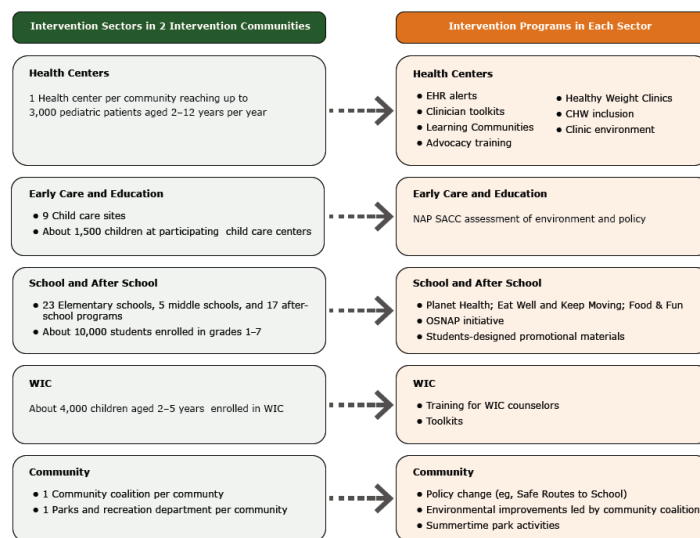 Intervention Sectors in 2 Intervention Communities
Intervention Programs in Each Sector
Health Centers
1 Health center per community reaching up to
3,000 pediatric patients aged 2–12 years per year
Health Centers
● EHR alerts
● Clinician toolkits
● Learning Communities
● Advocacy training
● Healthy Weight Clinics
● CHW inclusion
● Clinic environment
Early Care and Education
● 9 Child care sites
● About 1,500 children at participating child care centers
Early Care and Education
NAP SACC assessment of environment and policy
School and After School
● 23 Elementary schools, 5 middle schools, and 17 after-
school programs
● About 10,000 students enrolled in grades 1–7
School and After School
● Planet Health; Eat Well and Keep Moving; Food & Fun
● OSNAP initiative
● Students-designed promotional materials
WIC
About 4,000 children aged 2–5 years enrolled in WIC
WIC
● Training for WIC counselors
● Toolkits
Community
● 1 Community coalition per communty
● 1 Parks and recreation department per community
Community
● Policy change (eg, Safe Routes to School)
● Environmental improvements led by community coalition
● Summertime park activities